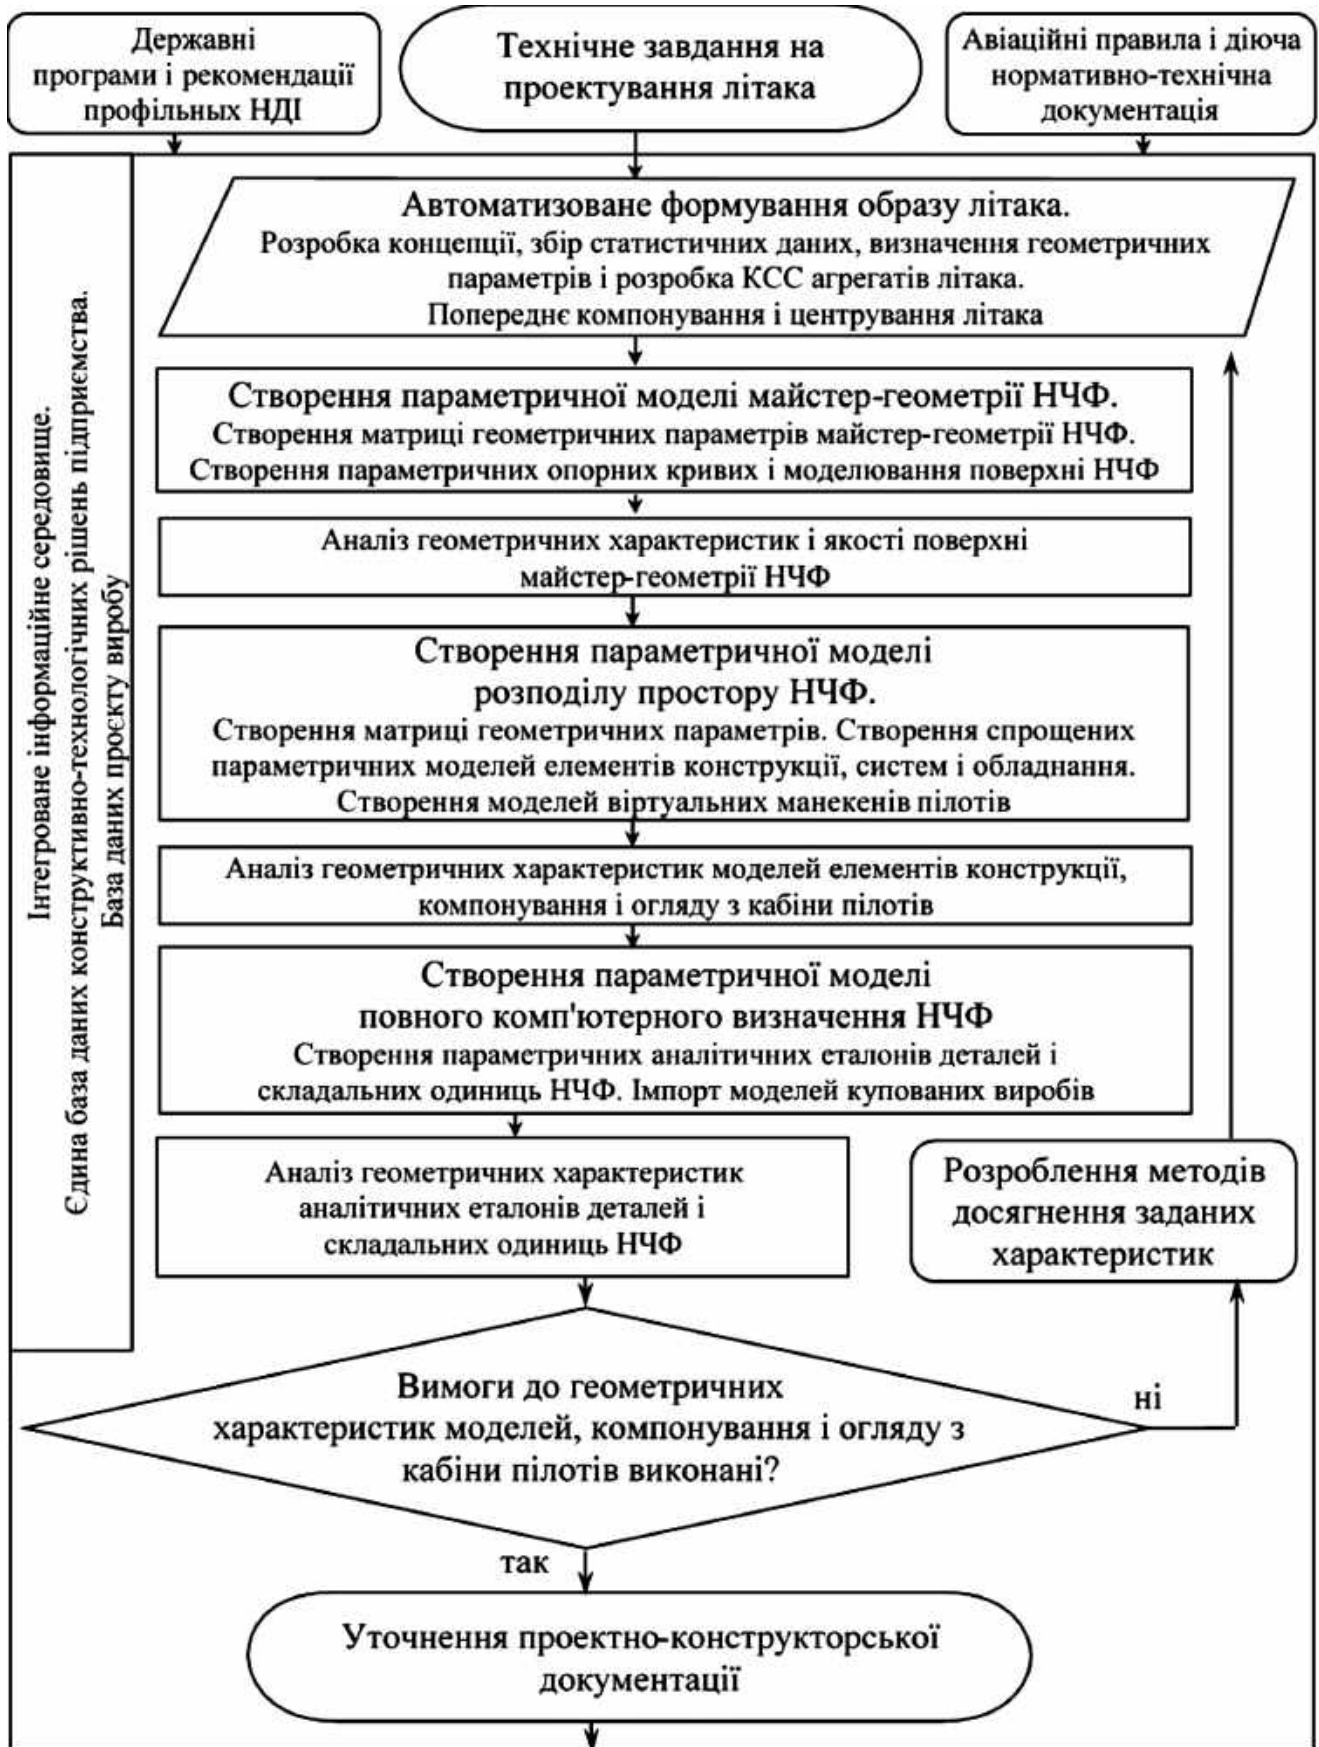 Державні
програми і рекомендації
профільных НДІ
Технічне завдання на
проектування літака
Авіаційні правила і діюча
нормативно-технічна
документація
Інтегроване інформаційне середовище.
Єдина база даних конструктивно-технологічних рішень підприємства.
База даних проєкту виробу
Автоматизоване формування образу літака.
Розробка концепції, збір статистичних даних, визначення геометричних
параметрів і розробка КСС агрегатів літака.
Попереднє компонування і центрування літака
Створення параметричної моделі майстер-геометрії НЧФ.
Створення матриці геометричних параметрів майстер-геометрії НЧФ.
Створення параметричних опорних кривих і моделювання поверхні НЧФ
Аналіз геометричних характеристик і якості поверхні
майстер-геометрії НЧФ
Створення параметричної моделі
розподілу простору НЧФ.
Створення матриці геометричних параметрів. Створення спрощених
параметричних моделей елементів конструкції, систем і обладнання.
Створення моделей віртуальних манекенів пілотів
Аналіз геометричних характеристик моделей елементів конструкції,
компонування і огляду з кабіни пілотів
Створення параметричної моделі
повного комп'ютерного визначення НЧФ
Створення параметричних аналітичних еталонів деталей і
складальних одиниць НЧФ. Імпорт моделей купованих виробів
Аналіз геометричних характеристик
аналітичних еталонів деталей і
складальних одиниць НЧФ
Розроблення методів
досягнення заданих
характеристик
Вимоги до геометричних
характеристик моделей, компонування і огляду з
кабіни пілотів виконані?
ні
так
Уточнення проектно-конструкторської
документації